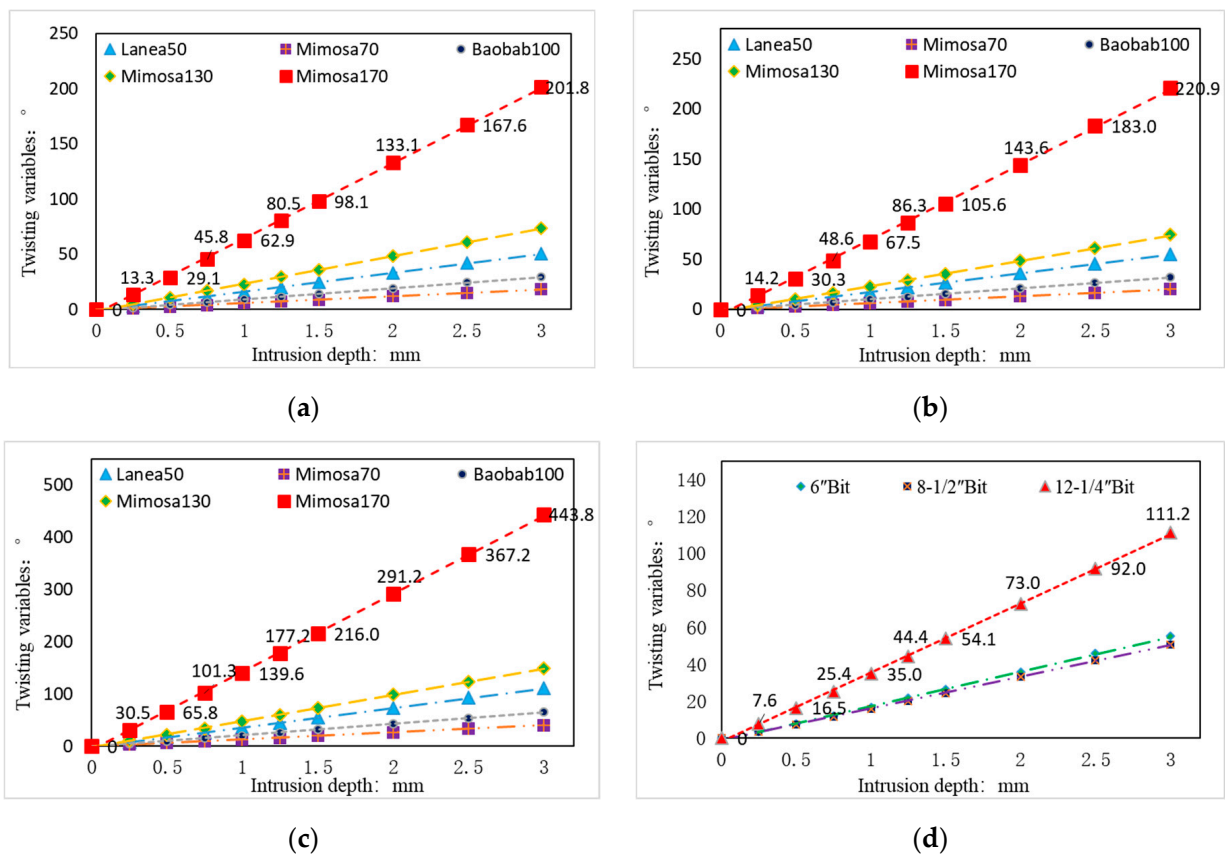 250
200
150
100
50
0
Twisting variables: °
Lanea50 Mimosa70 Baobab100
Mimosa130 Mimosa170
0 13.3 29.1 45.8 62.9 80.5 98.1 133.1 167.6 201.8
0 0.5 1 1.5 2 2.5 3
Intrusion depth: mm
(a)
250
200
150
100
50
0
Twisting variables: °
Lanea50 Mimosa70 Baobab100
Mimosa130 Mimosa170
0 14.2 30.3 48.6 67.5 86.3 105.6 143.6 183.0 220.9
0 0.5 1 1.5 2 2.5 3
Intrusion depth: mm
(b)
500
400
300
200
100
0
Twisting variables: °
Lanea50 Mimosa70 Baobab100
Mimosa130 Mimosa170
0 30.5 65.8 101.3 139.6 177.2 216.0 291.2 367.2 443.8
0 0.5 1 1.5 2 2.5 3
Intrusion depth: mm
(c)
140
120
100
80
60
40
20
0
Twisting variables: °
6″Bit 8-1/2″Bit 12-1/4″Bit
0 7.6 16.5 25.4 35.0 44.4 54.1 73.0 92.0 111.2
0 0.5 1 1.5 2 2.5 3
Intrusion depth: mm
(d)